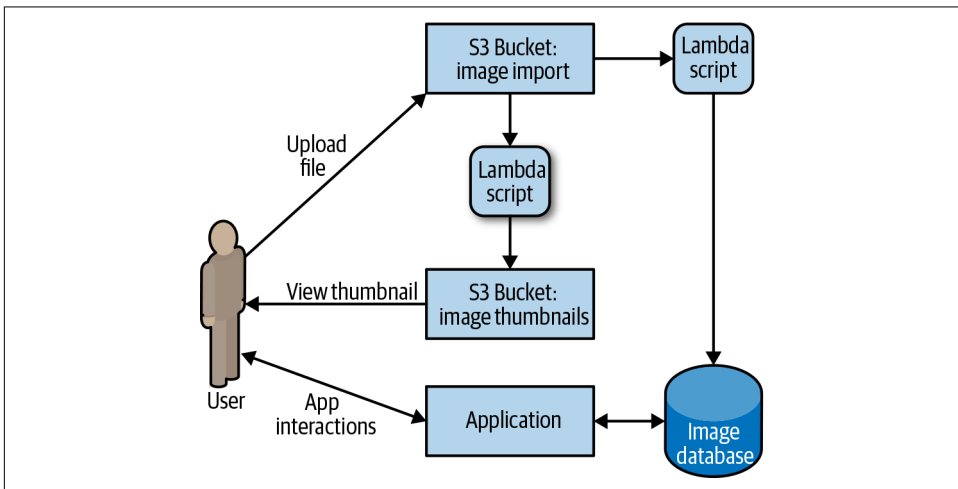 S3 Bucket:
image import
Lambda
script
Upload
file
Lambda
script
View thumbnail
S3 Bucket:
image thumbnails
User
App
interactions
Application
Image
database